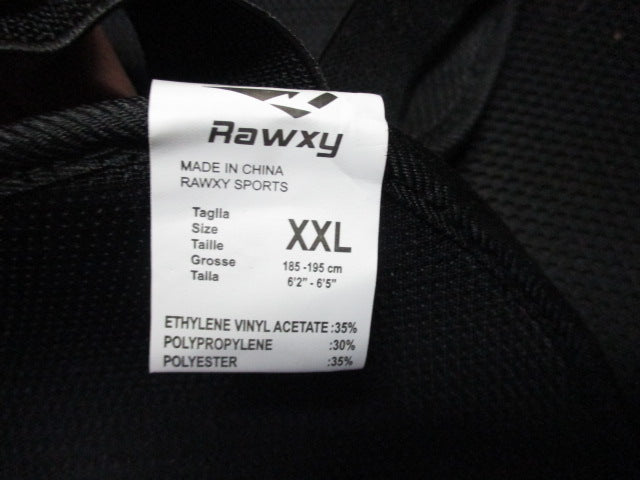 Rawxy
MADE IN CHINA
RAWXY SPORTS
Taglia
Size
Taille
Grosse
Talla
XXL
185 -195 cm
6'2" - 6'5"
ETHYLENE VINYL ACETATE :35%
POLYPROPYLENE :30%
POLYESTER :35%